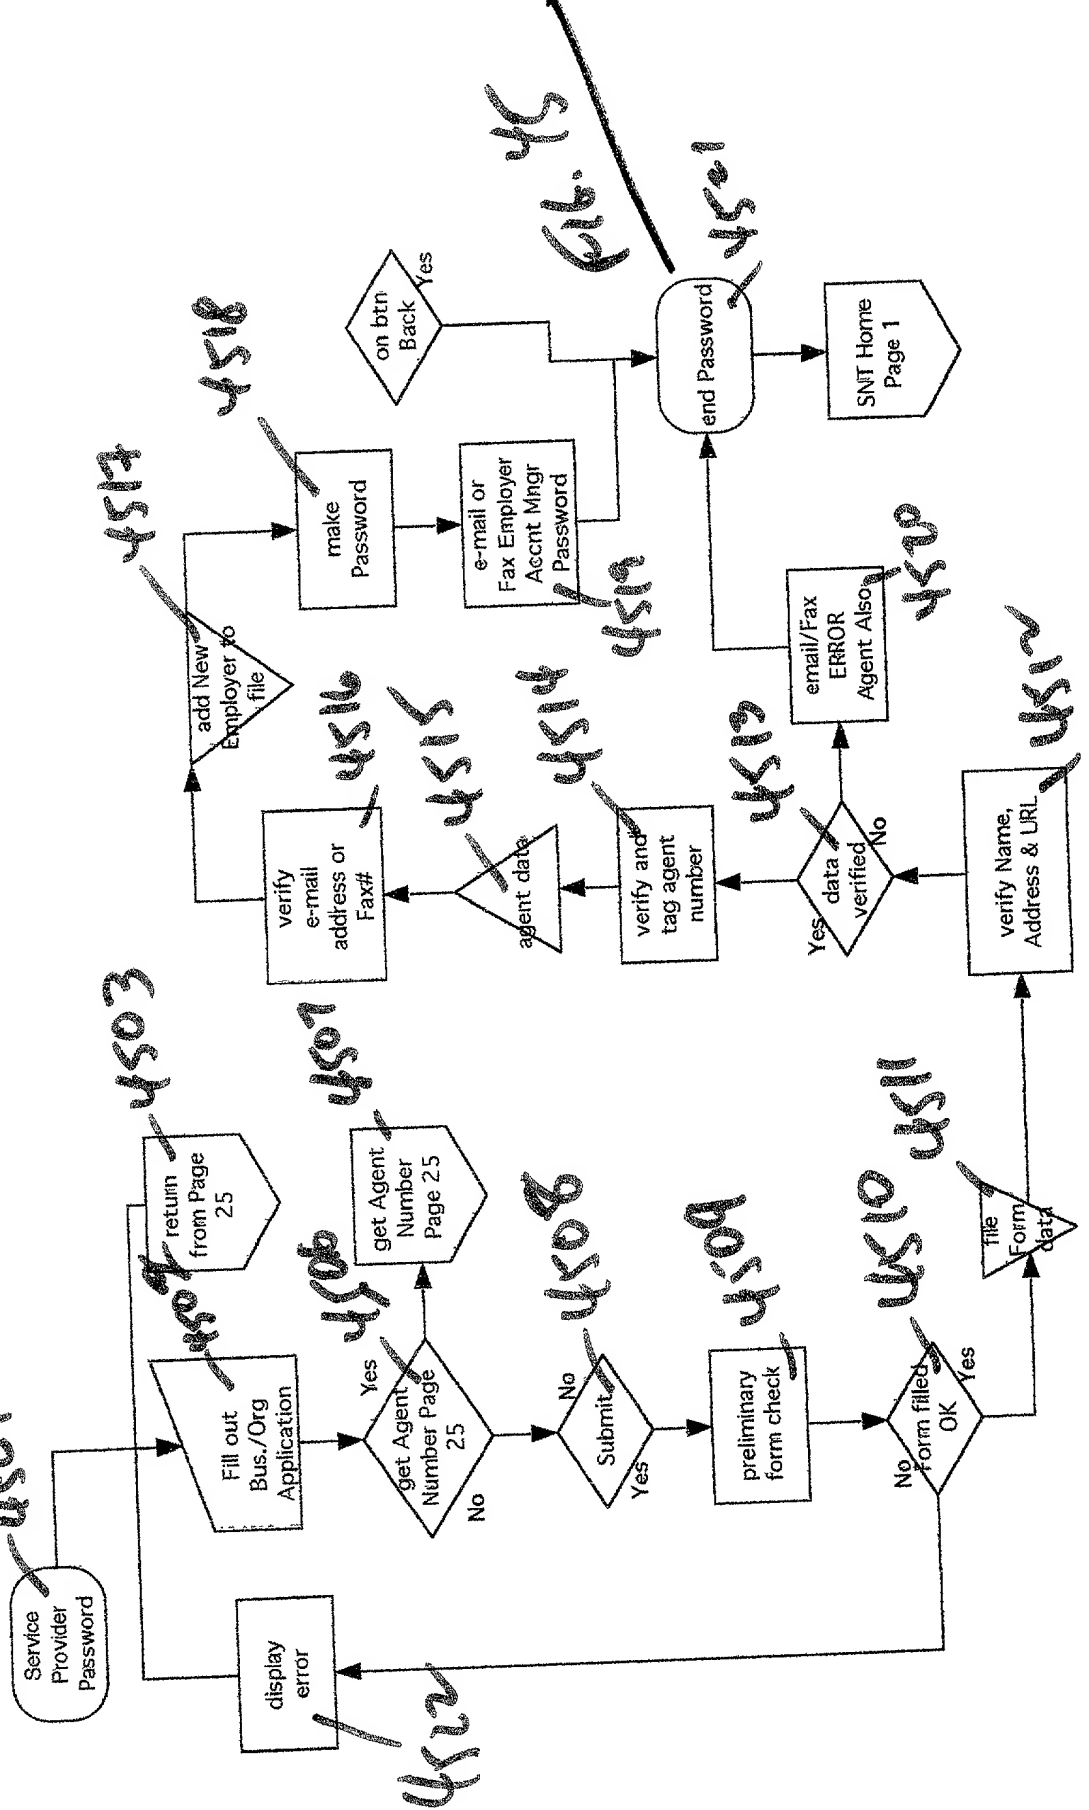 FIG. 45
Service
Provider
Password
4503
return
from Page
25
Fill out
Bus./Org
Application
4506
Yes
get Agent
Number Page
25
No
4507
get Agent
Number
Page 25
4508
No
Submit
Yes
4509
preliminary
form check
4510
No
Form filled
OK
Yes
4511
file
Form
data
4522
display
error
4512
verify Name,
Address & URL
4513
Yes
data
verified
No
4514
verify and
tag agent
number
4515
agent data
4516
verify
e-mail
address or
Fax#
4517
add New
Employer to
file
4518
make
Password
4519
e-mail or
Fax Employer
Accnt Mngr
Password
4520
email/Fax
ERROR
Agent Also
on btn
Back
Yes
4521
end Password
SNT Home
Page 1